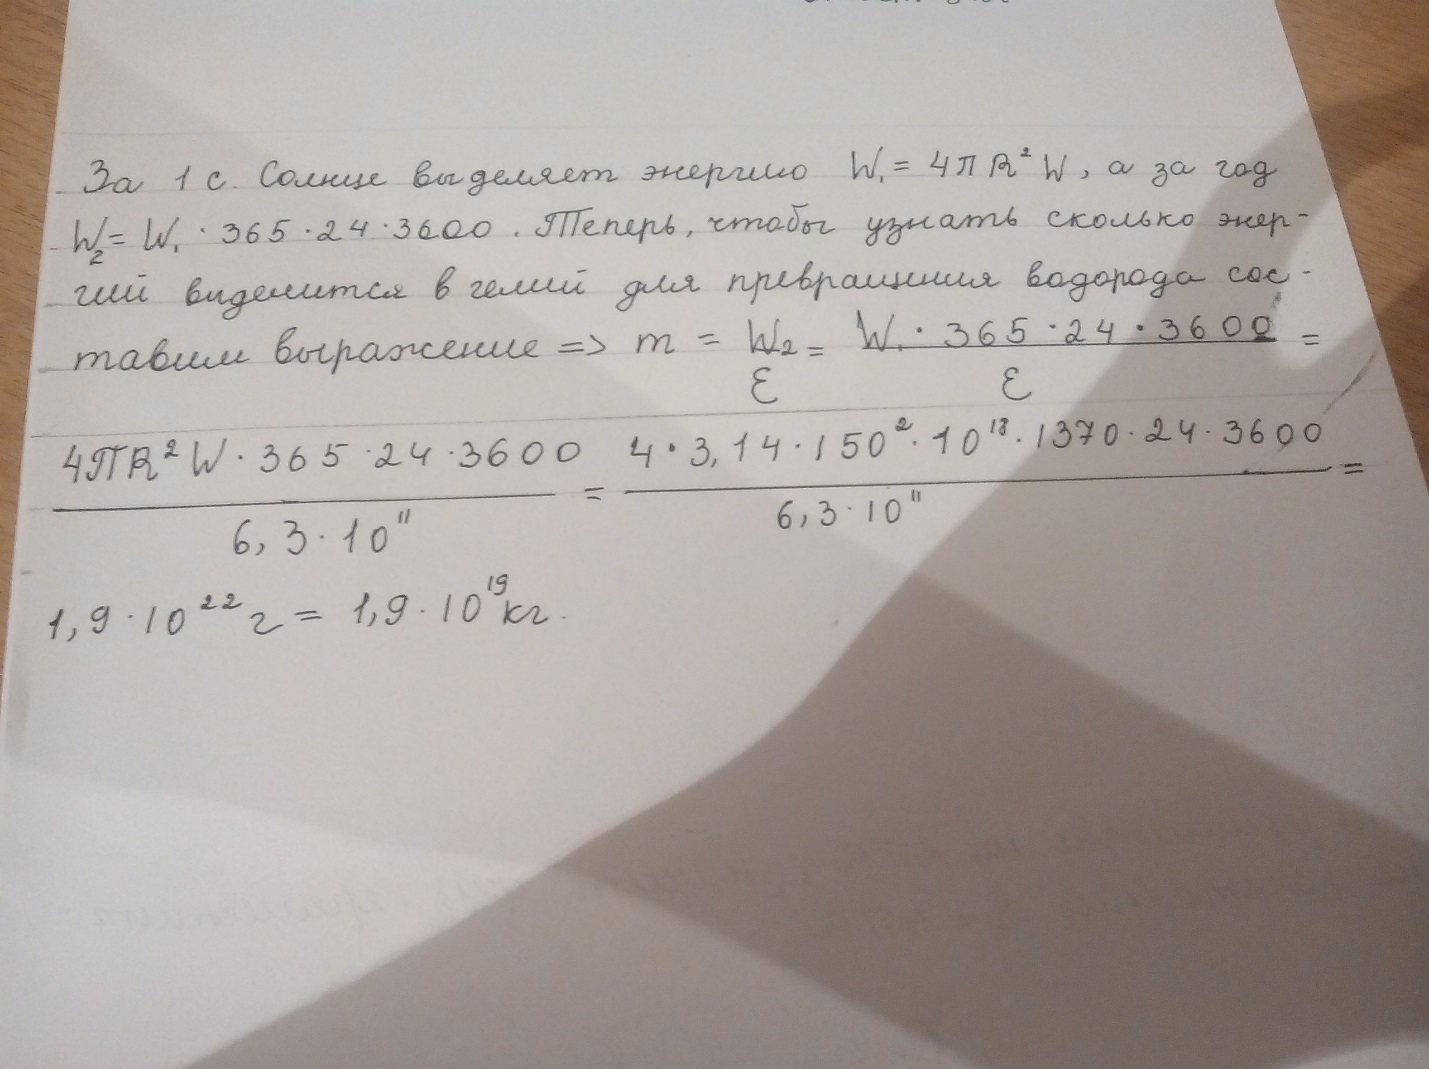 За 1 с. Солнце выделяет энергию W₁ = 4πR²W, а за год
W₂ = W₁ · 365 · 24 · 3600. Теперь, чтобы узнать сколько энер-
гий виделится в гелий для превращения водорода сос-
тавим выражение => m = W₂/ε = W₁ · 365 · 24 · 3600/ε =
4πR²W · 365 · 24 · 3600 / 6,3 · 10¹¹ = 4 · 3,14 · 150² · 10¹⁸ · 1370 · 24 · 3600 / 6,3 · 10¹¹ =
1,9 · 10²² г = 1,9 · 10¹⁹ кг.